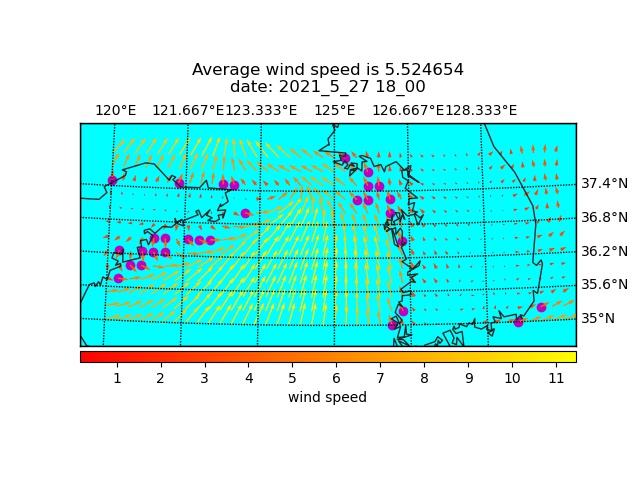 Average wind speed is 5.524654
date: 2021_5_27 18_00
120°E 121.667°E 123.333°E 125°E 126.667°E 128.333°E
37.4°N
36.8°N
36.2°N
35.6°N
35°N
1 2 3 4 5 6 7 8 9 10 11
wind speed